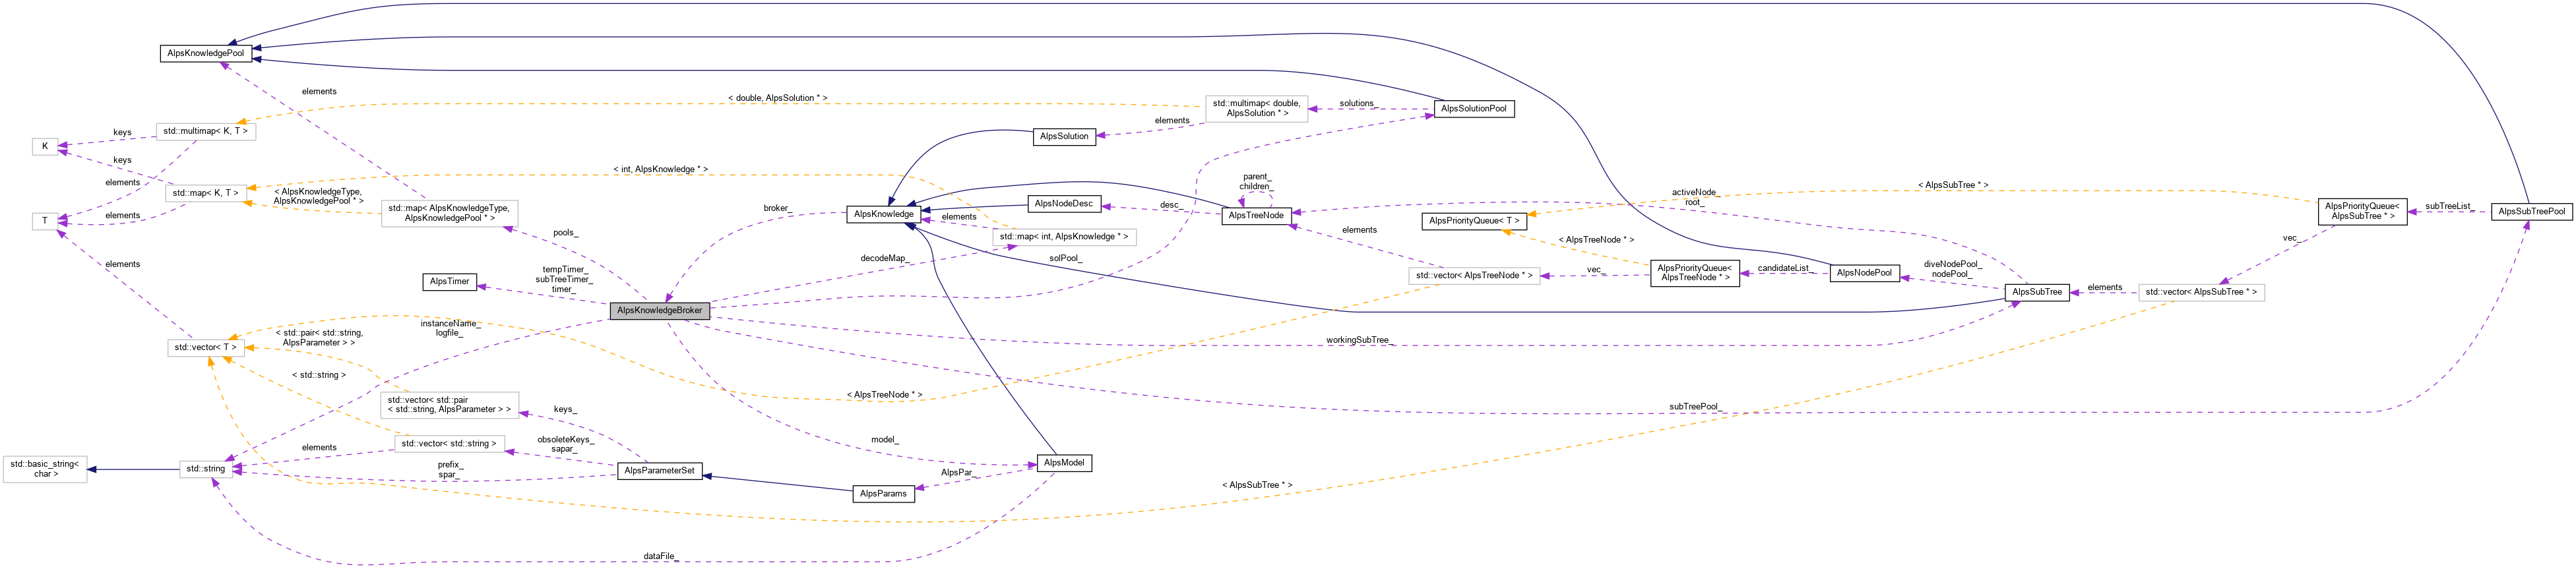 AlpsKnowledgePool
elements
< double, AlpsSolution * >
std::multimap< double,
AlpsSolution * >
solutions_
AlpsSolutionPool
std::multimap< K, T >
keys
elements
AlpsSolution
K
keys
< int, AlpsKnowledge * >
parent_
children_
elements
std::map< K, T >
< AlpsKnowledgeType,
AlpsKnowledgePool * >
elements
std::map< AlpsKnowledgeType,
AlpsKnowledgePool * >
T
broker_
AlpsKnowledge
elements
AlpsNodeDesc
desc_
AlpsTreeNode
activeNode_
root_
< AlpsSubTree * >
AlpsPriorityQueue< T >
AlpsPriorityQueue<
AlpsSubTree * >
subTreeList_
AlpsSubTreePool
pools_
std::map< int, AlpsKnowledge * >
elements
< AlpsTreeNode * >
vec_
elements
decodeMap_
solPool_
tempTimer_
subTreeTimer_
timer_
AlpsTimer
std::vector< AlpsTreeNode * >
vec_
AlpsPriorityQueue<
AlpsTreeNode * >
candidateList_
AlpsNodePool
diveNodePool_
nodePool_
AlpsSubTree
elements
std::vector< AlpsSubTree * >
AlpsKnowledgeBroker
instanceName_
logfile_
< std::pair< std::string,
AlpsParameter > >
workingSubTree_
std::vector< T >
< std::string >
< AlpsTreeNode * >
std::vector< std::pair
< std::string, AlpsParameter > >
keys_
subTreePool_
std::vector< std::string >
obsoleteKeys_
sapar_
model_
elements
std::basic_string<
char >
std::string
prefix_
spar_
AlpsParameterSet
AlpsPar_
AlpsModel
AlpsParams
< AlpsSubTree * >
dataFile_